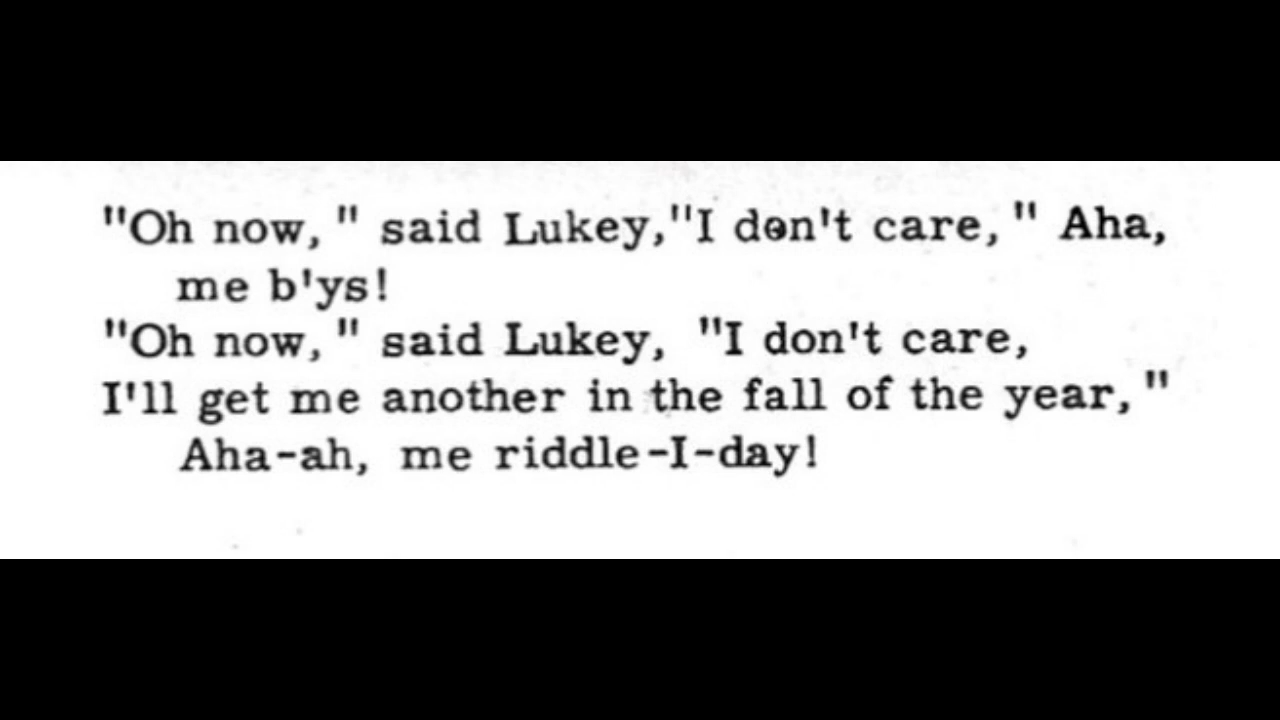 "Oh now, " said Lukey,"I don't care, " Aha,
me b'ys!
"Oh now, " said Lukey, "I don't care,
I'll get me another in the fall of the year, "
Aha-ah, me riddle-I-day!